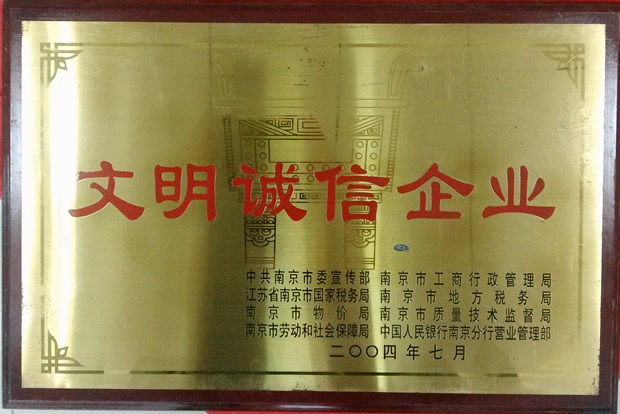 文明诚信企业
中共南京市委宣传部 南京市工商行政管理局
江苏省南京市国家税务局 南京市地方税务局
南京市物价局 南京市质量技术监督局
南京市劳动和社会保障局 中国人民银行南京分行营业管理部
二〇〇四年七月